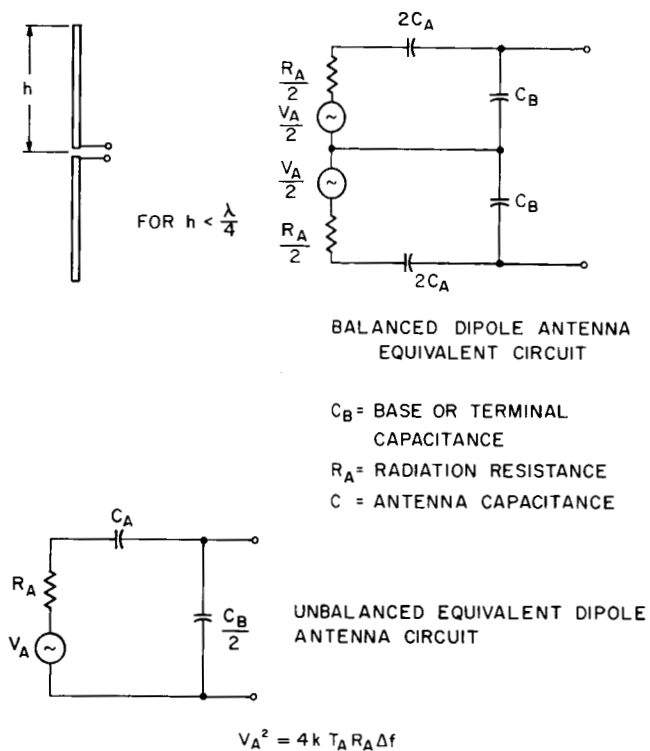 h
FOR h < λ/4
2C_A
R_A/2
V_A/2
C_B
V_A/2
R_A/2
C_B
2C_A
BALANCED DIPOLE ANTENNA
EQUIVALENT CIRCUIT
C_B = BASE OR TERMINAL
CAPACITANCE
R_A = RADIATION RESISTANCE
C = ANTENNA CAPACITANCE
C_A
R_A
V_A
C_B/2
UNBALANCED EQUIVALENT DIPOLE
ANTENNA CIRCUIT
V_A² = 4k T_A R_A Δf